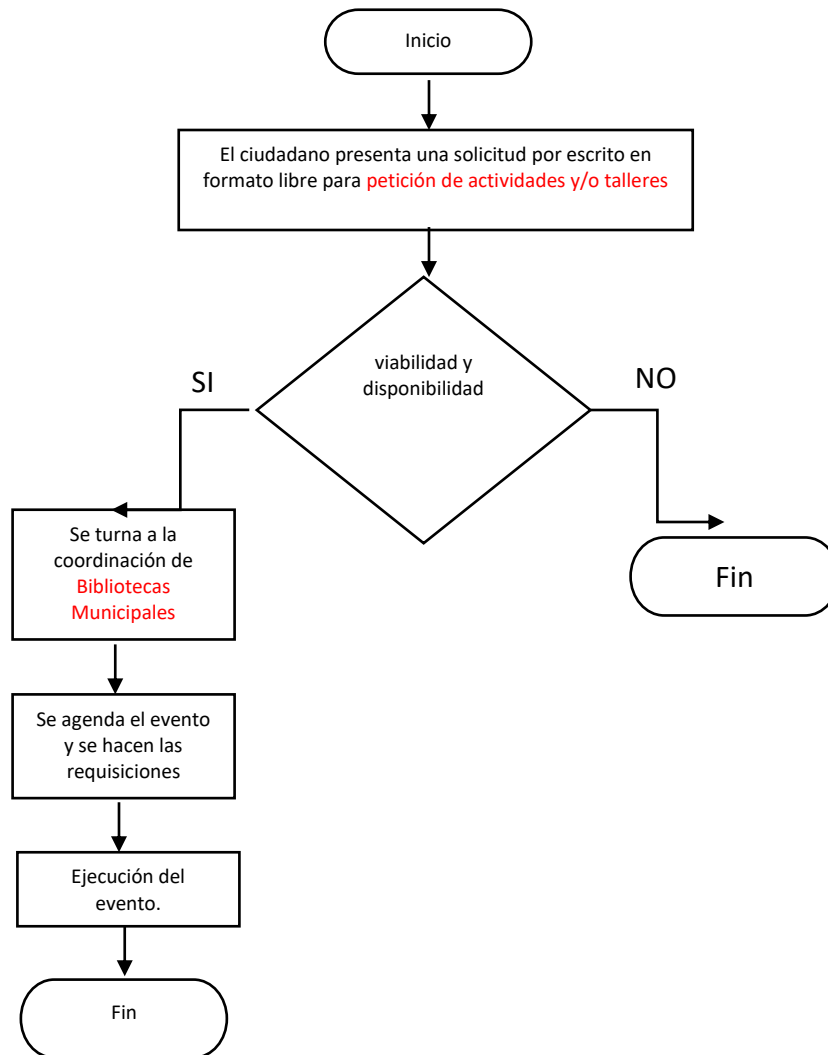 Inicio
El ciudadano presenta una solicitud por escrito en
formato libre para petición de actividades y/o talleres
viabilidad y
disponibilidad
SI
NO
Se turna a la
coordinación de
Bibliotecas
Municipales
Fin
Se agenda el evento
y se hacen las
requisiciones
Ejecución del
evento.
Fin